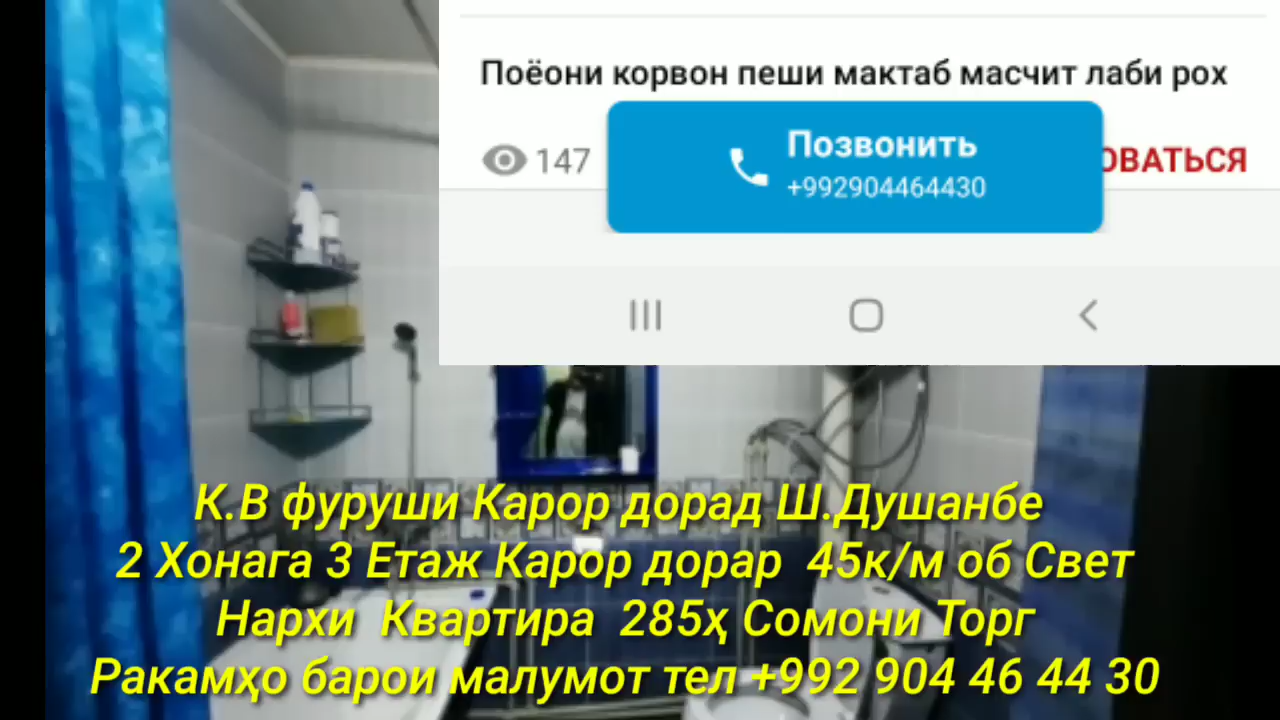 Поёони корвон пеши мактаб масчит лаби рох
147
Позвонить
ОВАТЬСЯ
+992904464430
К.В фуруши Карор дорад Ш.Душанбе
2 Хонага 3 Етаж Карор дорар 45к/м об Свет
Нархи Квартира 285ҳ Сомони Торг
Ракамҳо барои малумот тел +992 904 46 44 30